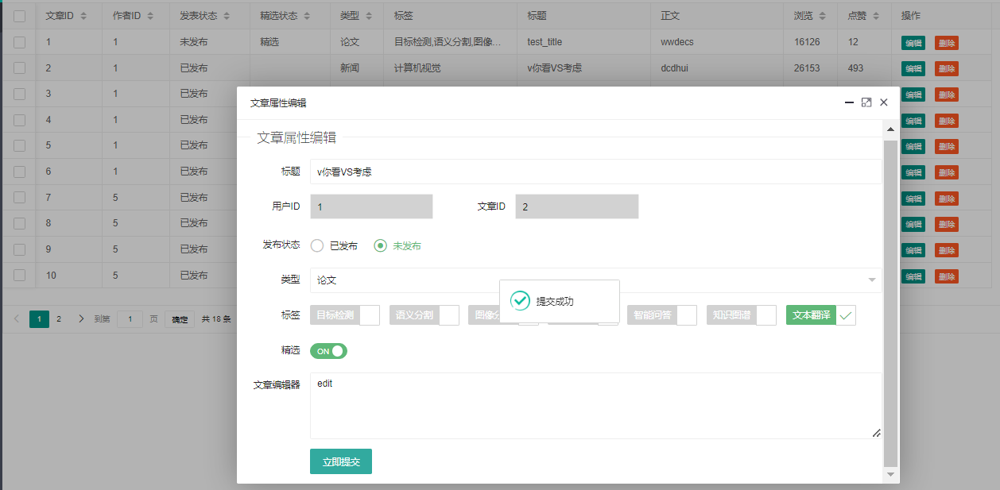 文章ID 作者ID 发表状态 精选状态 类型 标签 标题 正文 浏览 点赞 操作
1 1 未发布 精选 论文 目标检测,语义分割,图像... test_title wwdecs 16126 12 编辑 删除
2 1 已发布 新闻 计算机视觉 v你看VS考虑 dcdhui 26153 493 编辑 删除
3 1 已发布 编辑 删除
4 1 已发布 编辑 删除
5 1 已发布 编辑 删除
6 1 已发布 编辑 删除
7 5 已发布 编辑 删除
8 5 已发布 编辑 删除
9 5 已发布 编辑 删除
10 5 已发布 编辑 删除
1 2 到第 1 页 确定 共 18 条
文章属性编辑
文章属性编辑
标题 v你看VS考虑
用户ID 1 文章ID 2
发布状态 已发布 未发布
类型 论文
提交成功
标签 目标检测 语义分割 图像分 智能问答 知识图谱 文本翻译
精选 ON
文章编辑器 edit
立即提交